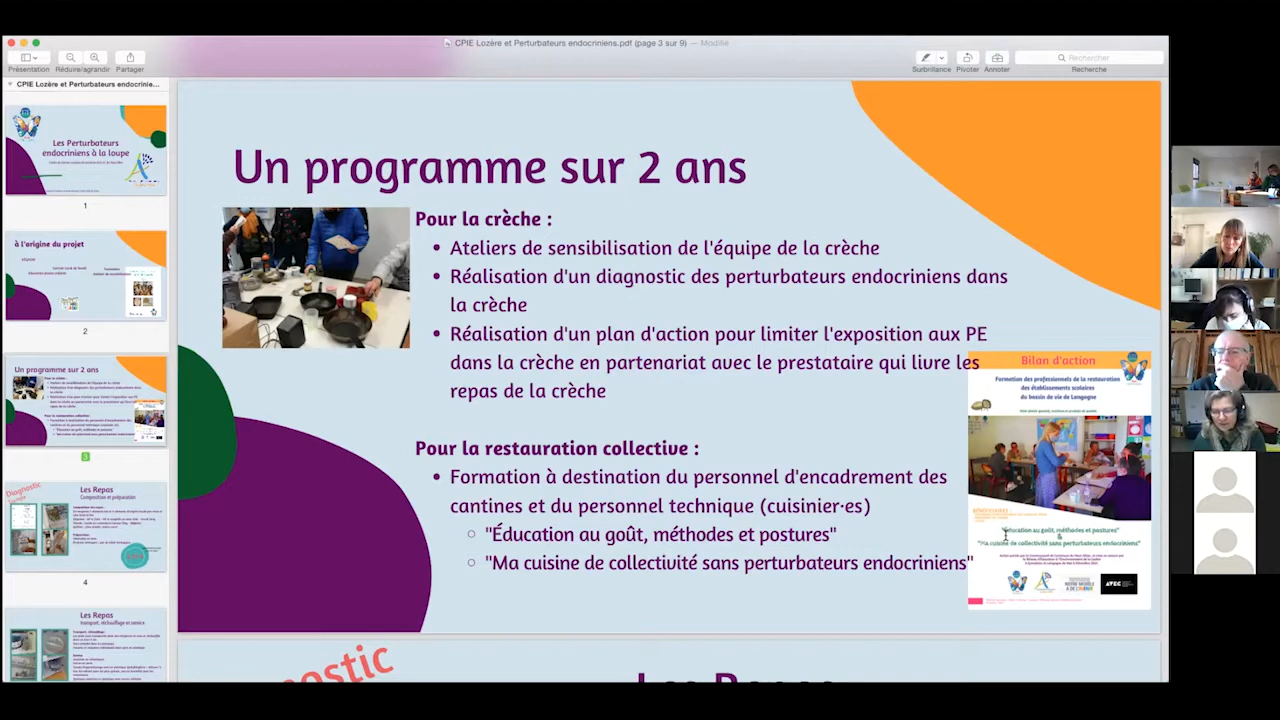 CPIE Lozère et Perturbateurs endocriniens.pdf (page 3 sur 9) — Modifié
Présentation
Réduire/agrandir
Partager
Surbrillance
Pivoter
Annoter
Rechercher
Recherche
CPIE Lozère et Perturbateurs endocrinie...
Les Perturbateurs
endocriniens à la loupe
1
à l'origine du projet
2
Un programme sur 2 ans
3
Diagnostic
Les Repas
Composition et préparation
4
Les Repas
transport, réchauffage et service
Un programme sur 2 ans
Pour la crèche :
• Ateliers de sensibilisation de l'équipe de la crèche
• Réalisation d'un diagnostic des perturbateurs endocriniens dans
la crèche
• Réalisation d'un plan d'action pour limiter l'exposition aux PE
dans la crèche en partenariat avec le prestataire qui livre les
repas de la crèche
Pour la restauration collective :
• Formation à destination du personnel d'encadrement des
cantines et du personnel technique (cuisinier·es)
○ "Éducation au goût, méthodes et postures"
○ "Ma cuisine de collectivité sans perturbateurs endocriniens"
Bilan d'action
Formation des professionnels de la restauration
des établissements scolaires
du bassin de vie de Langogne
"Éducation au goût, méthodes et postures"
&
"Ma cuisine de collectivité sans perturbateurs endocriniens"
AVEC
nostic
Les Repas